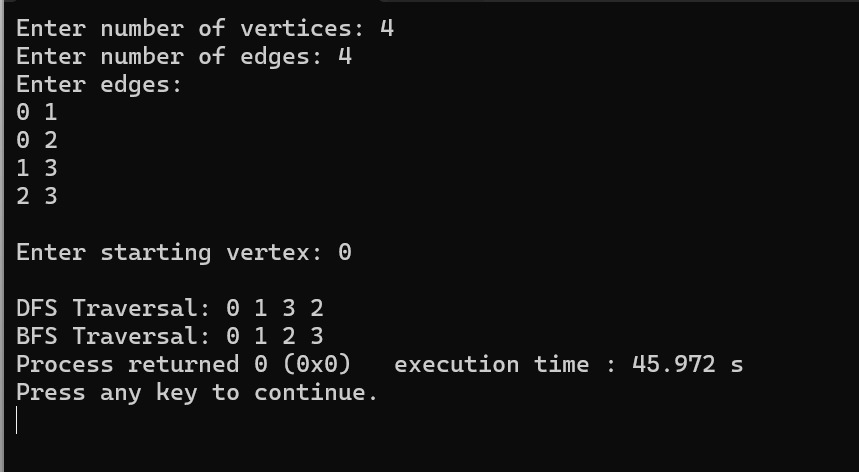 Enter number of vertices: 4
Enter number of edges: 4
Enter edges:
0 1
0 2
1 3
2 3
Enter starting vertex: 0
DFS Traversal: 0 1 3 2
BFS Traversal: 0 1 2 3
Process returned 0 (0x0)   execution time : 45.972 s
Press any key to continue.